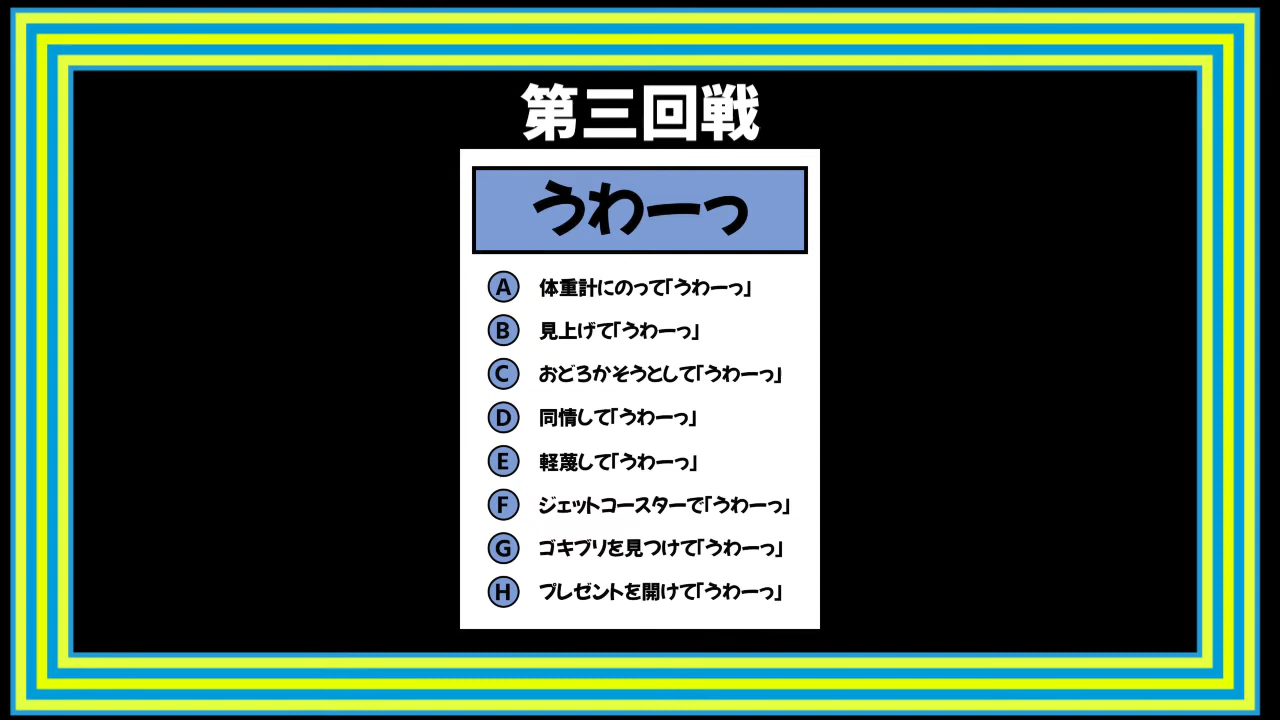 第三回戦
うわーっ
A 体重計にのって「うわーっ」
B 見上げて「うわーっ」
C おどろかそうとして「うわーっ」
D 同情して「うわーっ」
E 軽蔑して「うわーっ」
F ジェットコースターで「うわーっ」
G ゴキブリを見つけて「うわーっ」
H プレゼントを開けて「うわーっ」